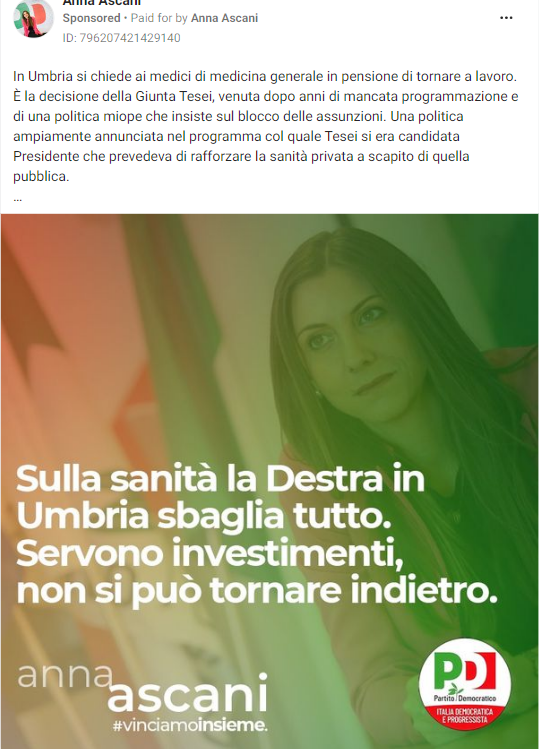 Anna Ascani
Sponsored • Paid for by Anna Ascani
ID: 796207421429140
In Umbria si chiede ai medici di medicina generale in pensione di tornare a lavoro.
È la decisione della Giunta Tesei, venuta dopo anni di mancata programmazione e
di una politica miope che insiste sul blocco delle assunzioni. Una politica
ampiamente annunciata nel programma col quale Tesei si era candidata
Presidente che prevedeva di rafforzare la sanità privata a scapito di quella
pubblica.
...
Sulla sanità la Destra in
Umbria sbaglia tutto.
Servono investimenti,
non si può tornare indietro.
anna
ascani
#vinciamoinsieme.
PD
Partito Democratico
ITALIA DEMOCRATICA
E PROGRESSISTA